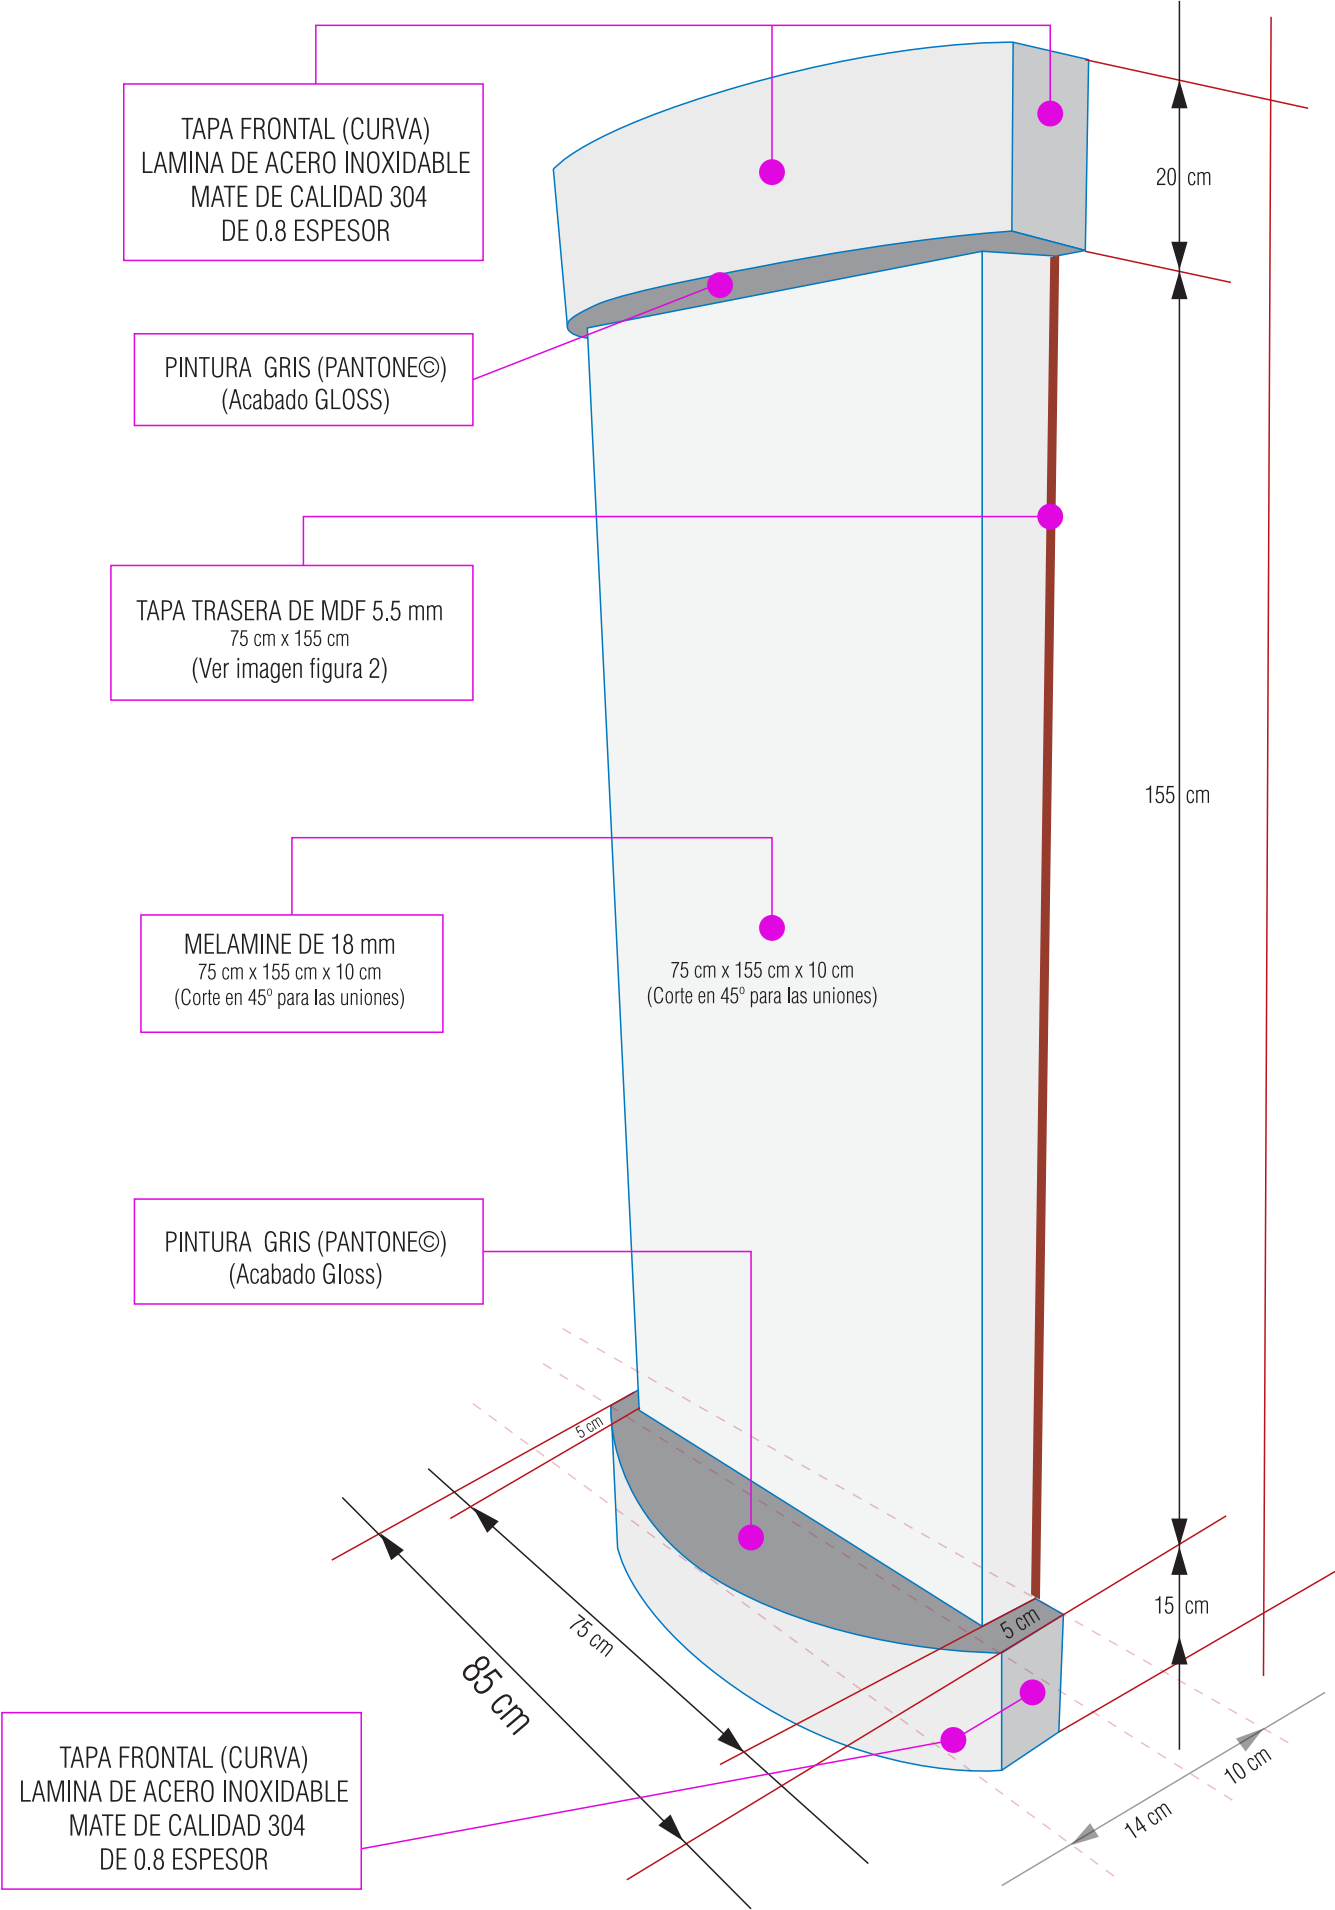 TAPA FRONTAL (CURVA)
LAMINA DE ACERO INOXIDABLE
MATE DE CALIDAD 304
DE 0.8 ESPESOR
20 cm
PINTURA GRIS (PANTONE©)
(Acabado GLOSS)
TAPA TRASERA DE MDF 5.5 mm
75 cm x 155 cm
(Ver imagen figura 2)
155 cm
MELAMINE DE 18 mm
75 cm x 155 cm x 10 cm
(Corte en 45º para las uniones)
75 cm x 155 cm x 10 cm
(Corte en 45º para las uniones)
PINTURA GRIS (PANTONE©)
(Acabado Gloss)
5 cm
75 cm
85 cm
5 cm
15 cm
10 cm
14 cm
TAPA FRONTAL (CURVA)
LAMINA DE ACERO INOXIDABLE
MATE DE CALIDAD 304
DE 0.8 ESPESOR